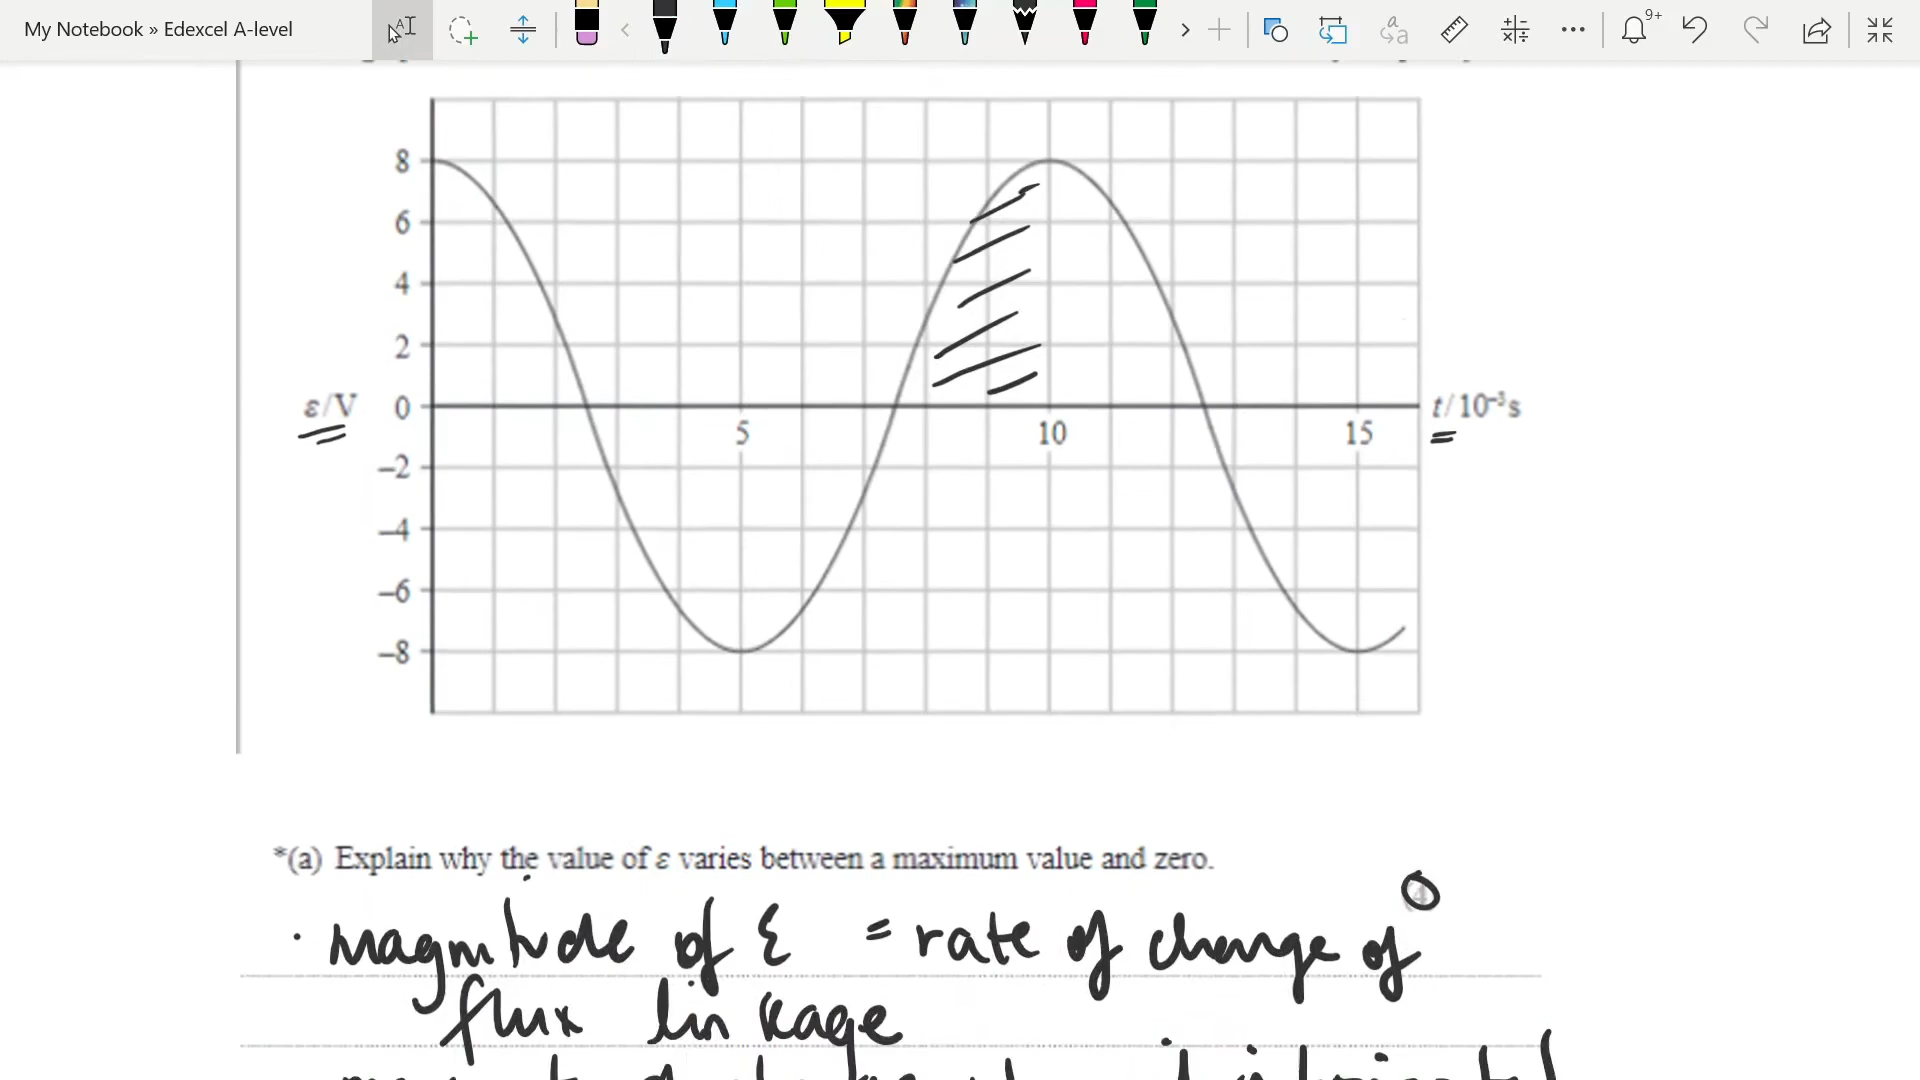 My Notebook » Edexcel A-level
9+
8
6
4
2
ε/V 0
5 10 15
t/10⁻³s
–2
–4
–6
–8
*(a) Explain why the value of ε varies between a maximum value and zero.
· magnitude of ε = rate of change of
flux linkage